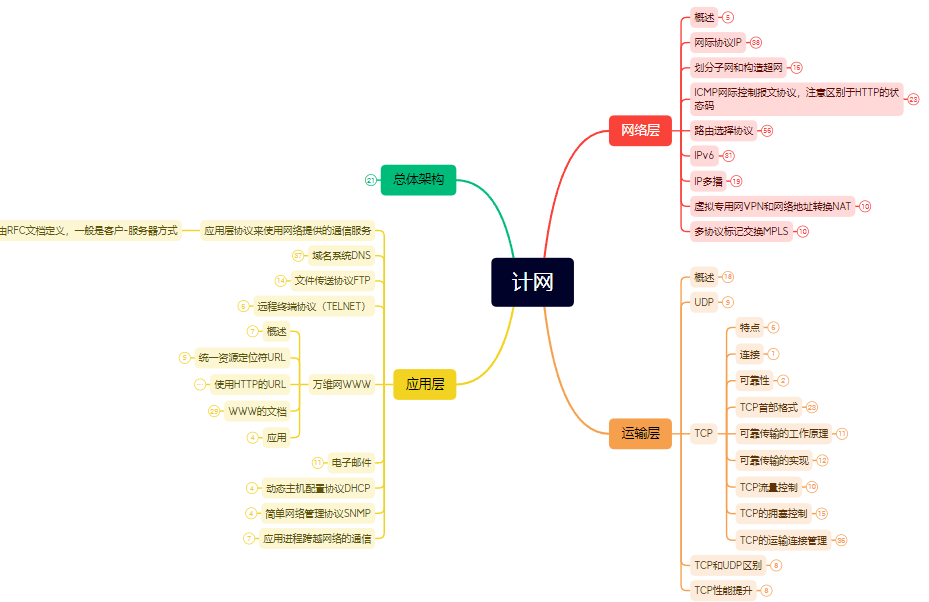 计网
网络层
概述 5
网际协议IP 38
划分子网和构造超网 15
ICMP网际控制报文协议，注意区别于HTTP的状
态码 23
路由选择协议 56
IPv6 31
IP多播 19
虚拟专用网VPN和网络地址转换NAT 10
多协议标记交换MPLS 10
运输层
概述 18
UDP 9
TCP
特点 6
连接 1
可靠性 2
TCP首部格式 28
可靠传输的工作原理 11
可靠传输的实现 12
TCP流量控制 10
TCP的拥塞控制 15
TCP的运输连接管理 36
TCP和UDP区别 6
TCP性能提升 8
总体架构 21
应用层
应用层协议来使用网络提供的通信服务
由RFC文档定义，一般是客户-服务器方式
域名系统DNS 37
文件传送协议FTP 14
远程终端协议（TELNET） 6
万维网WWW
概述 7
统一资源定位符URL 5
使用HTTP的URL ...
WWW的文档 29
应用 4
电子邮件 11
动态主机配置协议DHCP 4
简单网络管理协议SNMP 4
应用进程跨越网络的通信 7